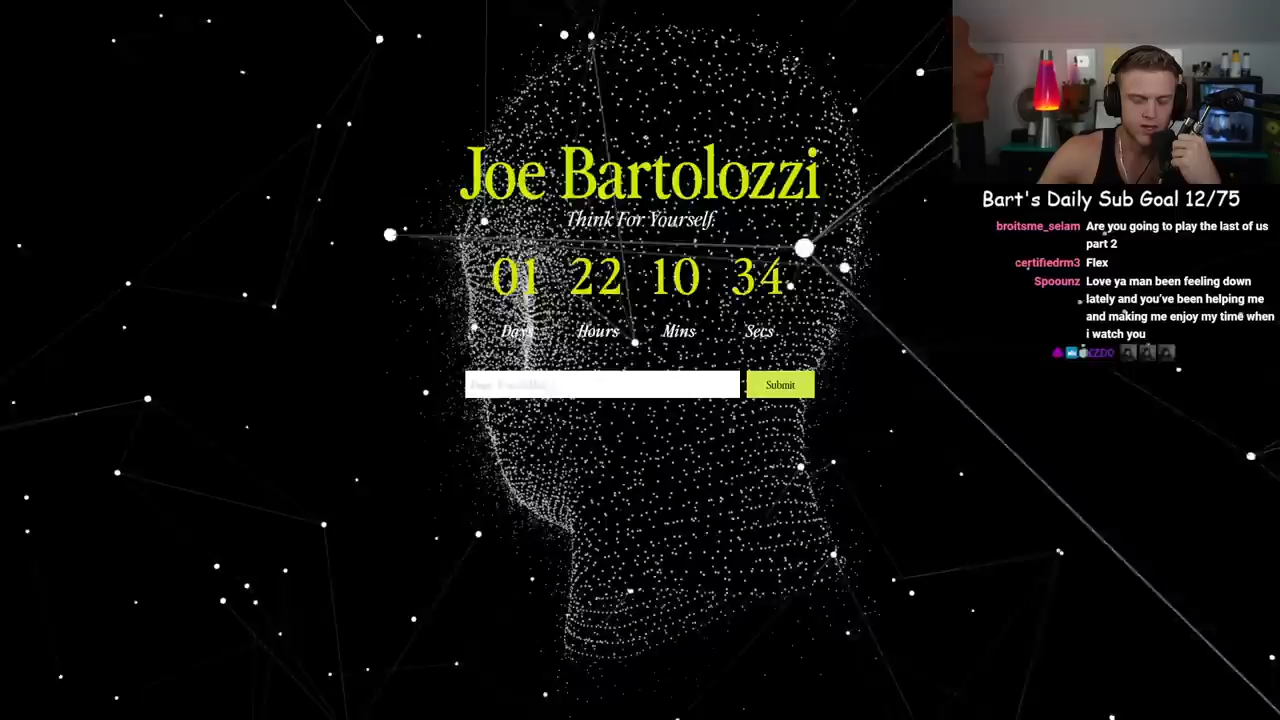 Joe Bartolozzi
Think For Yourself.
01 22 10 34
Days Hours Mins Secs
Submit
Bart's Daily Sub Goal 12/75
broitsme_selam Are you going to play the last of us
part 2
certifiedrm3 Flex
Spoounz Love ya man been feeling down
lately and you've been helping me
and making me enjoy my time when
i watch you